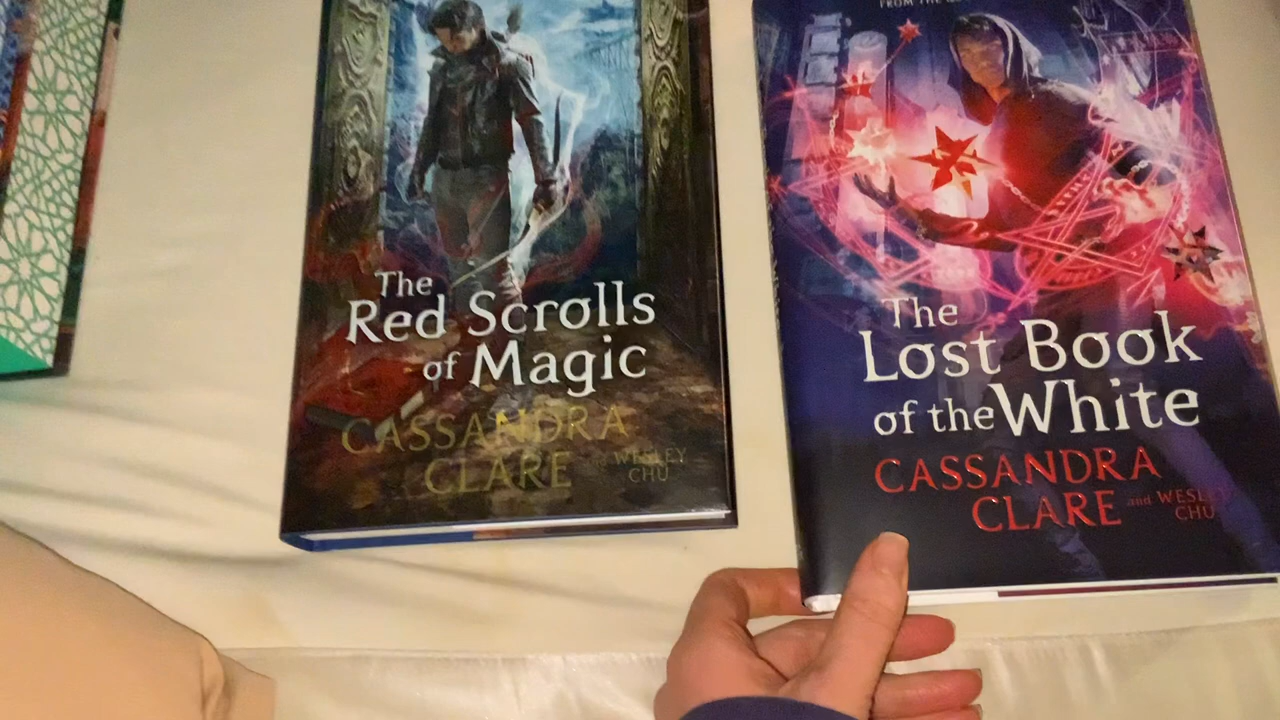 The
Red Scrolls
of Magic
CASSANDRA
CLARE and WESLEY
CHU
FROM THE
The
Lost Book
of the White
CASSANDRA
CLARE and WESLEY
CHU